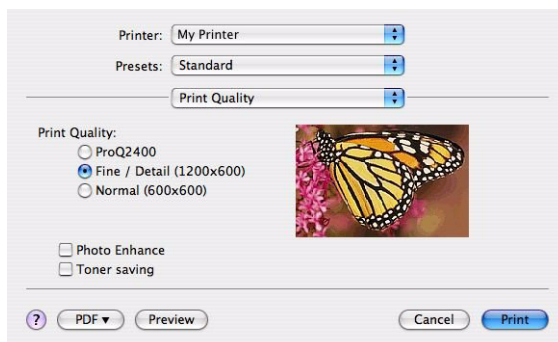 Printer: My Printer
Presets: Standard
Print Quality
Print Quality:
ProQ2400
Fine / Detail (1200x600)
Normal (600x600)
Photo Enhance
Toner saving
? PDF▼ Preview Cancel Print